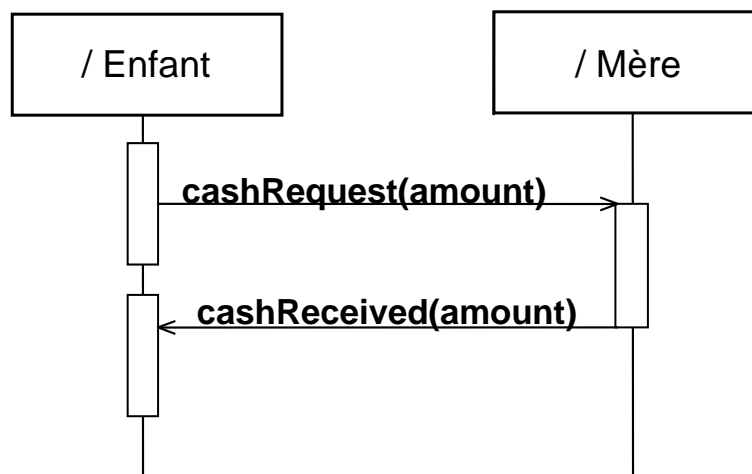 / Enfant
/ Mère
cashRequest(amount)
cashReceived(amount)